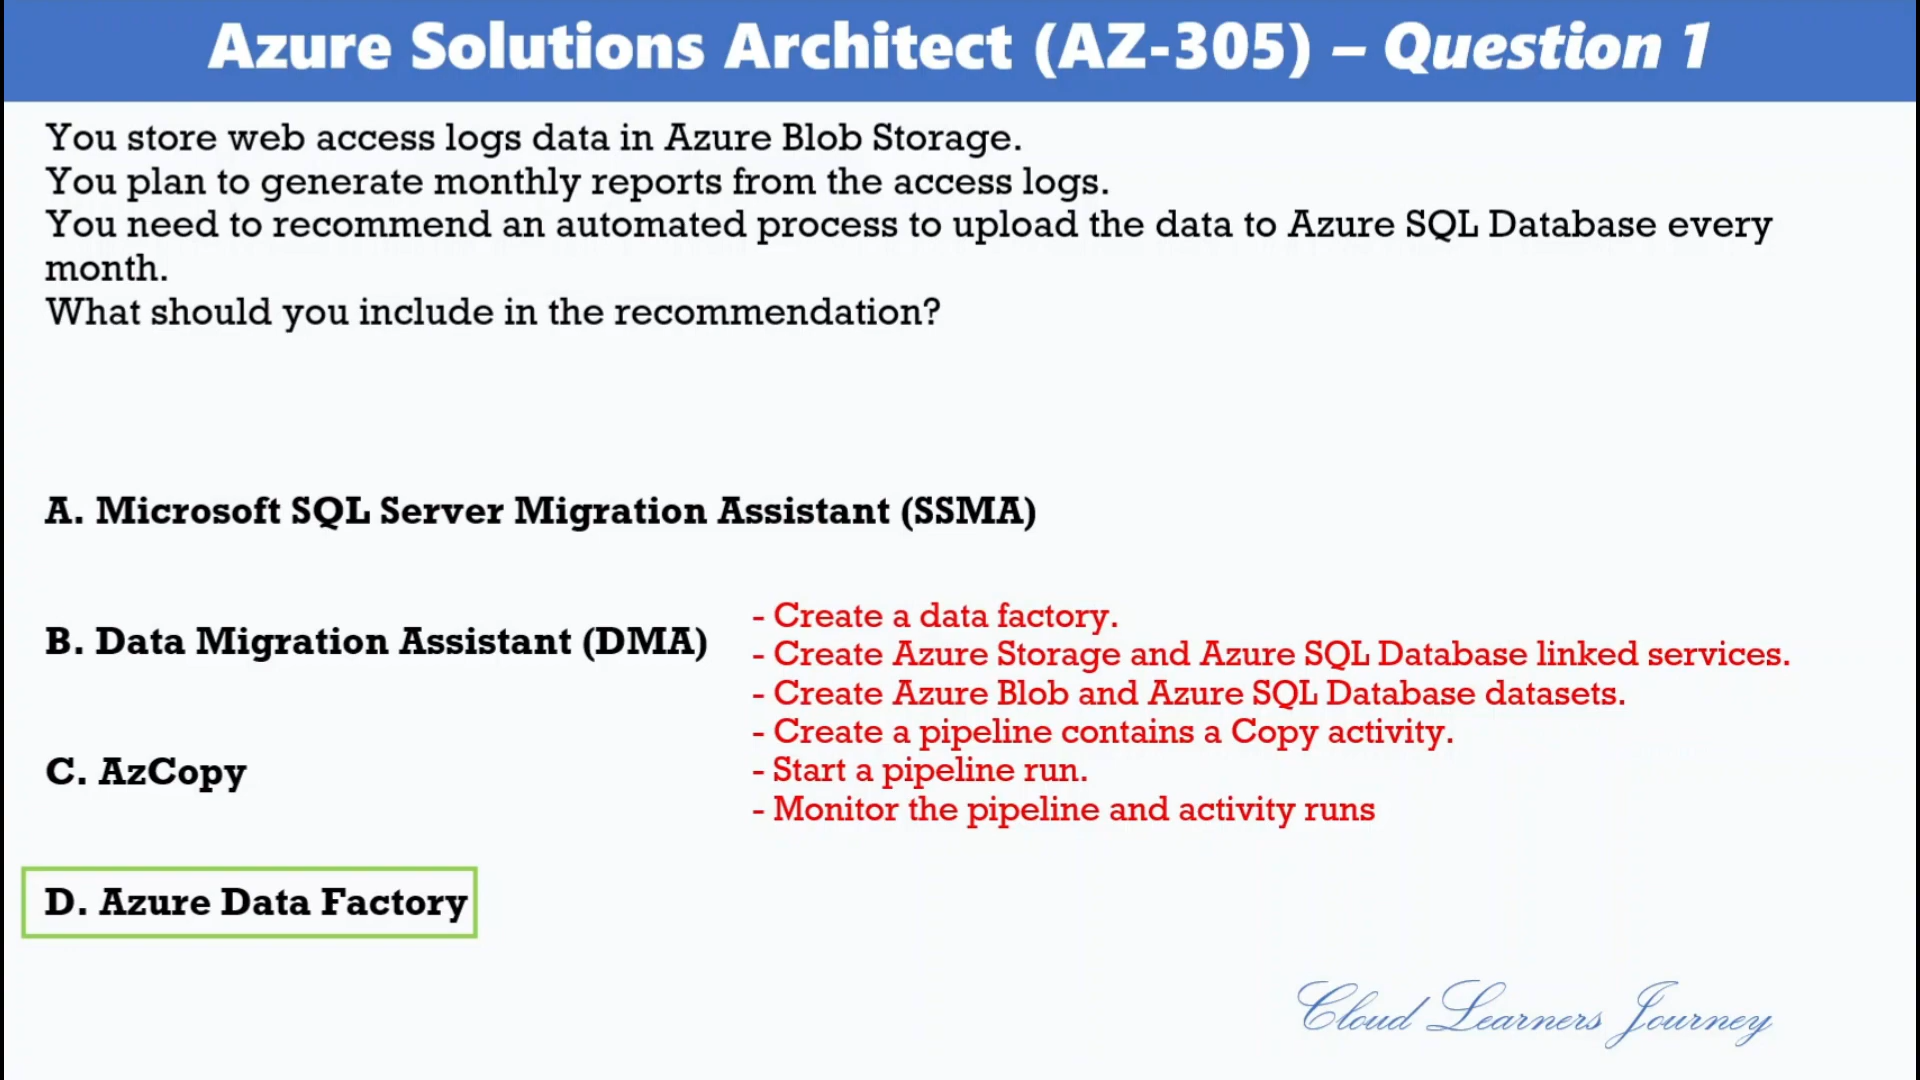 Azure Solutions Architect (AZ-305) – Question 1
You store web access logs data in Azure Blob Storage.
You plan to generate monthly reports from the access logs.
You need to recommend an automated process to upload the data to Azure SQL Database every
month.
What should you include in the recommendation?
A. Microsoft SQL Server Migration Assistant (SSMA)
B. Data Migration Assistant (DMA)
C. AzCopy
D. Azure Data Factory
- Create a data factory.
- Create Azure Storage and Azure SQL Database linked services.
- Create Azure Blob and Azure SQL Database datasets.
- Create a pipeline contains a Copy activity.
- Start a pipeline run.
- Monitor the pipeline and activity runs
Cloud Learners Journey